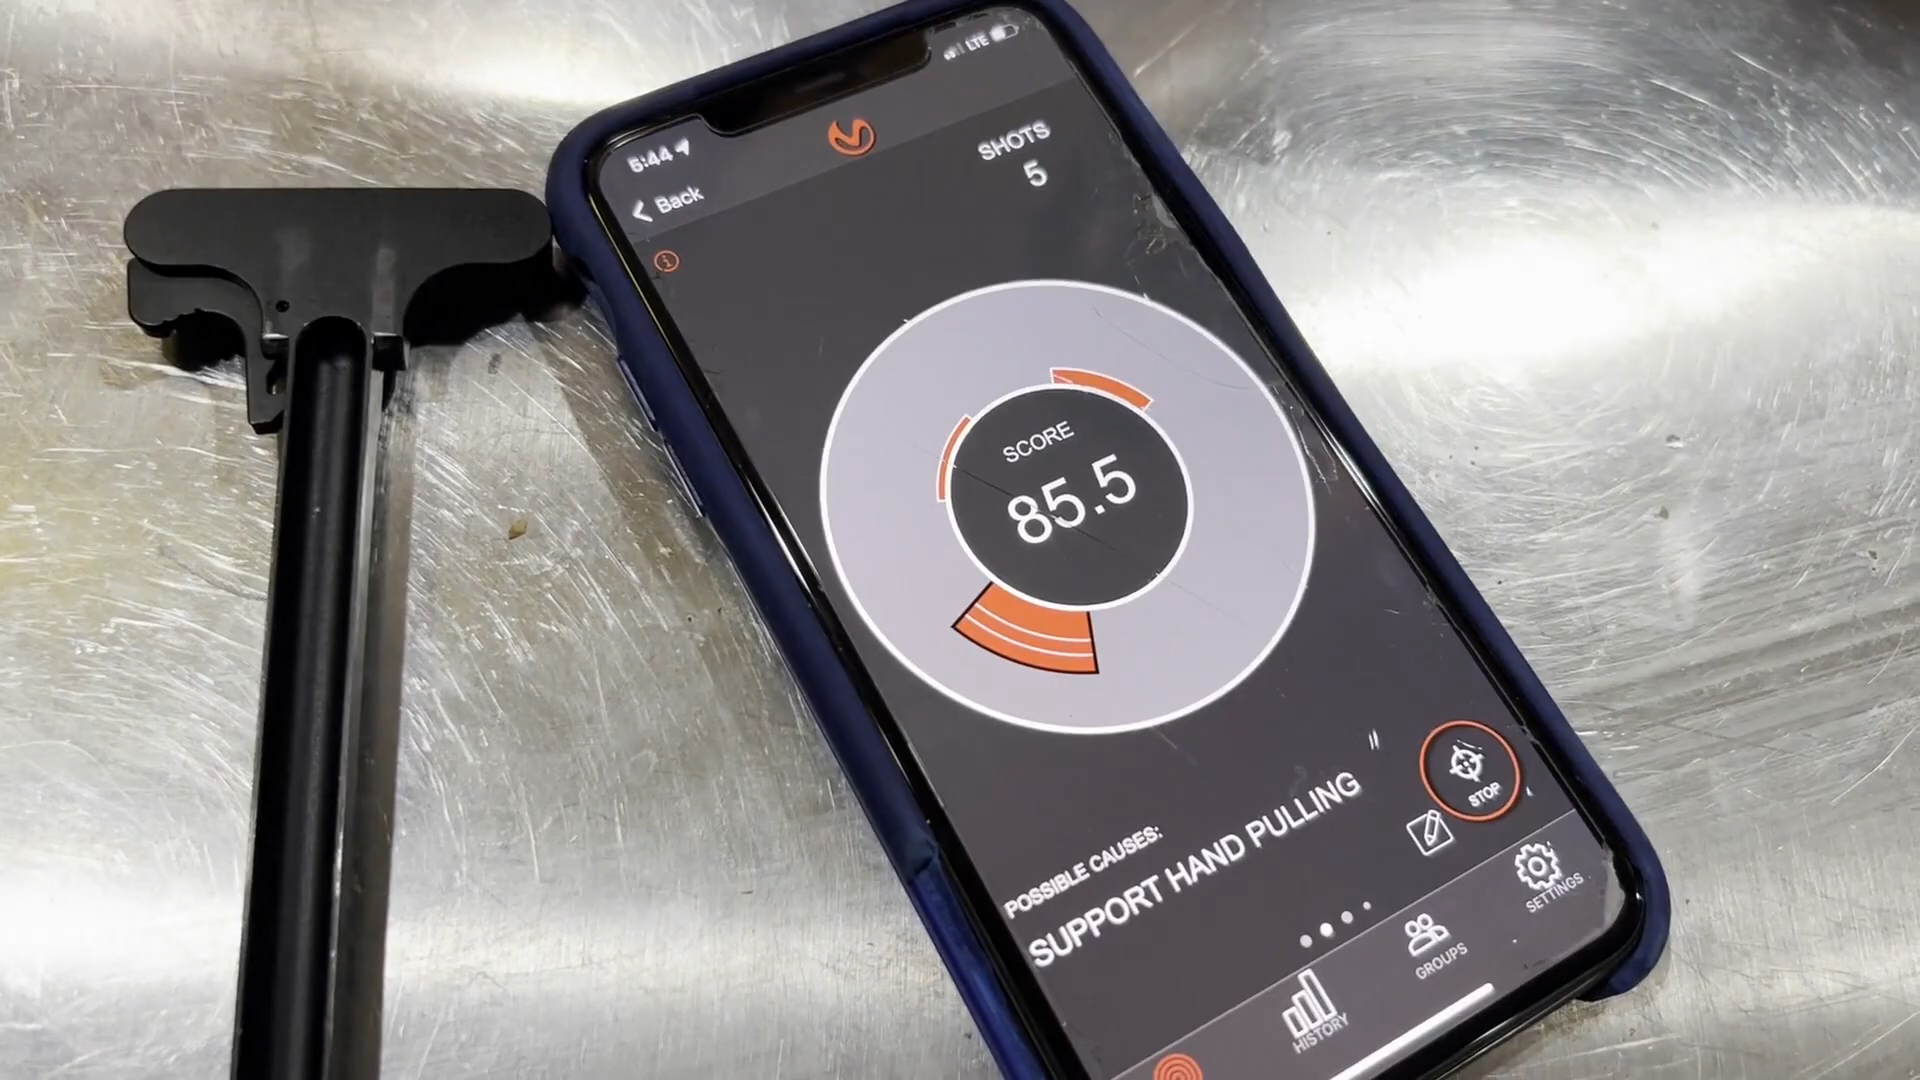 LTE
5:44
Back
SHOTS
5
SCORE
85.5
STOP
POSSIBLE CAUSES:
SUPPORT HAND PULLING
SETTINGS
GROUPS
HISTORY